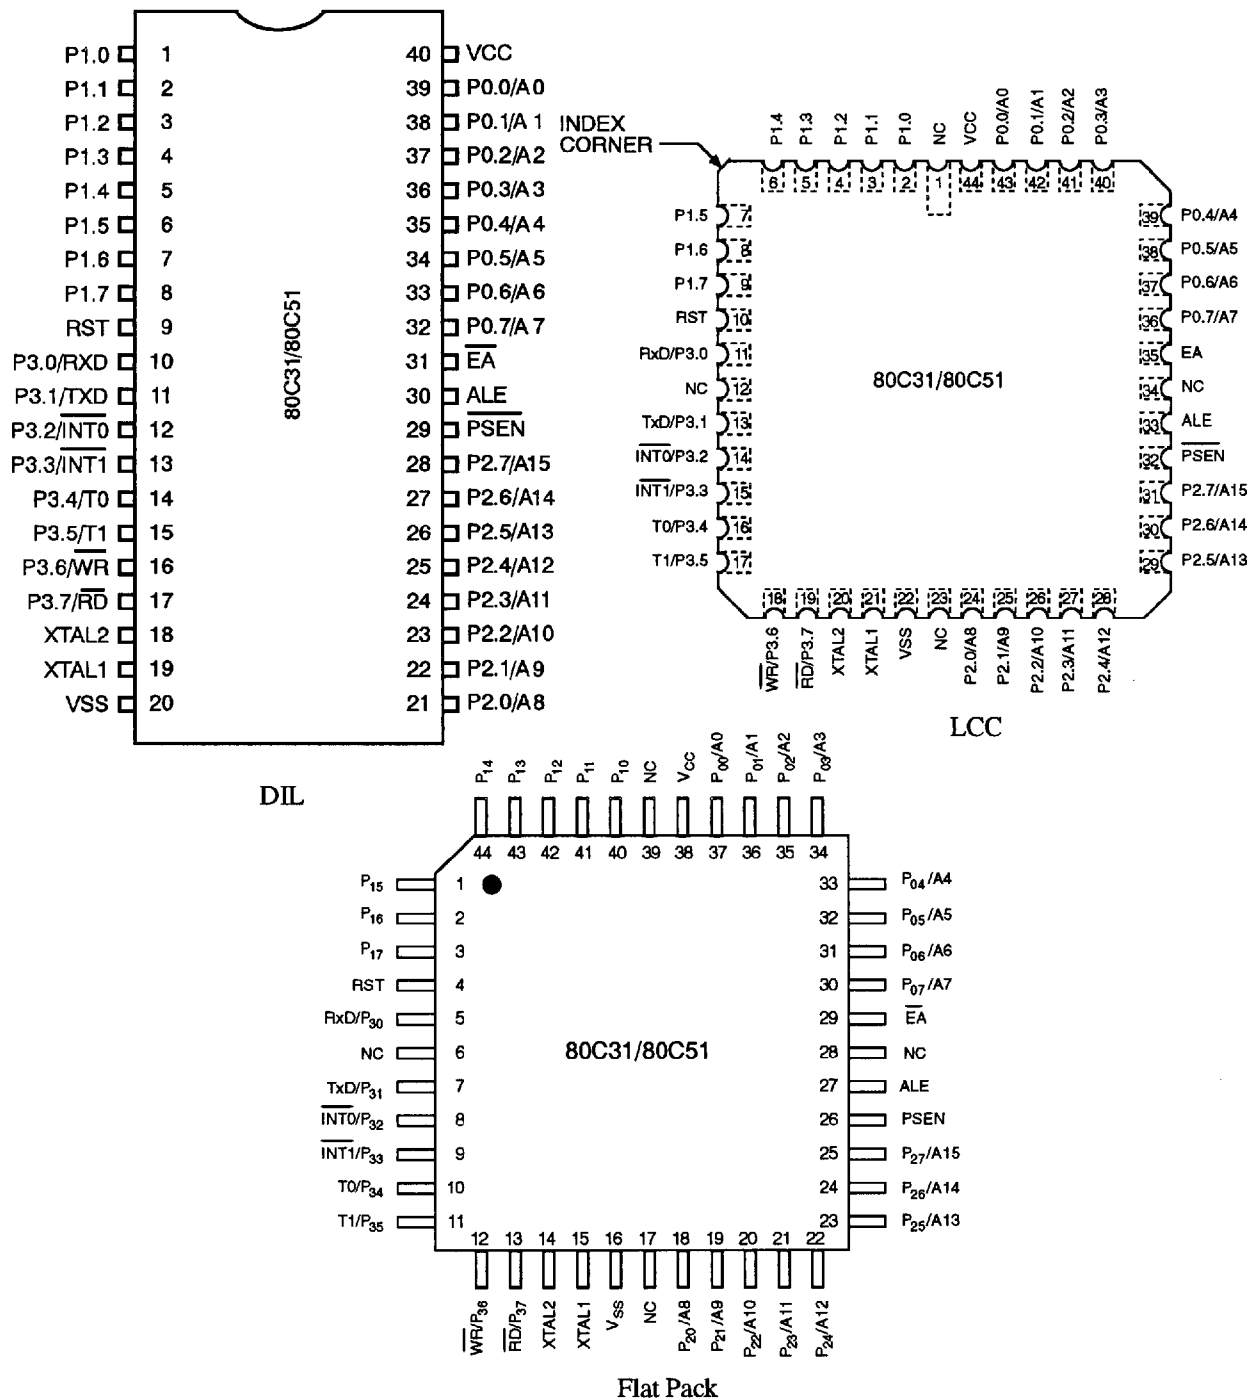 P1.0 1 40 VCC
P1.1 2 39 P0.0/A0
P1.2 3 38 P0.1/A1
P1.3 4 37 P0.2/A2
P1.4 5 36 P0.3/A3
P1.5 6 35 P0.4/A4
P1.6 7 34 P0.5/A5
P1.7 8 33 P0.6/A6
RST 9 32 P0.7/A7
P3.0/RXD 10 31 E̅A̅
P3.1/TXD 11 30 ALE
P3.2/I̅N̅T̅0̅ 12 29 P̅S̅E̅N̅
P3.3/I̅N̅T̅1̅ 13 28 P2.7/A15
P3.4/T0 14 27 P2.6/A14
P3.5/T1 15 26 P2.5/A13
P3.6/W̅R̅ 16 25 P2.4/A12
P3.7/R̅D̅ 17 24 P2.3/A11
XTAL2 18 23 P2.2/A10
XTAL1 19 22 P2.1/A9
VSS 20 21 P2.0/A8
80C31/80C51
DIL
INDEX
CORNER
P1.4 P1.3 P1.2 P1.1 P1.0 NC VCC P0.0/A0 P0.1/A1 P0.2/A2 P0.3/A3
6 5 4 3 2 1 44 43 42 41 40
P1.5 7 39 P0.4/A4
P1.6 8 38 P0.5/A5
P1.7 9 37 P0.6/A6
RST 10 36 P0.7/A7
RxD/P3.0 11 35 EA
NC 12 34 NC
80C31/80C51
TxD/P3.1 13 33 ALE
I̅N̅T̅0̅/P3.2 14 32 P̅S̅E̅N̅
I̅N̅T̅1̅/P3.3 15 31 P2.7/A15
T0/P3.4 16 30 P2.6/A14
T1/P3.5 17 29 P2.5/A13
18 19 20 21 22 23 24 25 26 27 28
W̅R̅/P3.6 R̅D̅/P3.7 XTAL2 XTAL1 VSS NC P2.0/A8 P2.1/A9 P2.2/A10 P2.3/A11 P2.4/A12
LCC
P14 P13 P12 P11 P10 NC VCC P00/A0 P01/A1 P02/A2 P03/A3
44 43 42 41 40 39 38 37 36 35 34
P15 1 33 P04/A4
P16 2 32 P05/A5
P17 3 31 P06/A6
RST 4 30 P07/A7
RxD/P30 5 29 E̅A̅
NC 6 80C31/80C51 28 NC
TxD/P31 7 27 ALE
I̅N̅T̅0̅/P32 8 26 PSEN
I̅N̅T̅1̅/P33 9 25 P27/A15
T0/P34 10 24 P26/A14
T1/P35 11 23 P25/A13
12 13 14 15 16 17 18 19 20 21 22
W̅R̅/P36 R̅D̅/P37 XTAL2 XTAL1 VSS NC P20/A8 P21/A9 P22/A10 P23/A11 P24/A12
Flat Pack